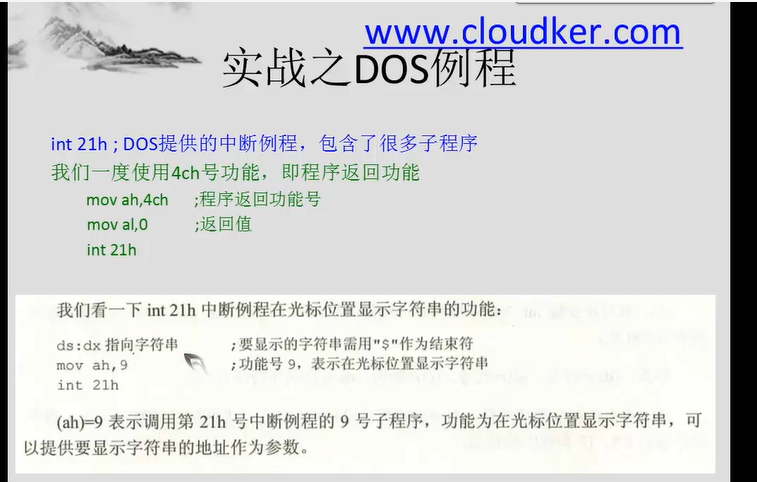 www.cloudker.com
实战之DOS例程
int 21h ; DOS提供的中断例程，包含了很多子程序
我们一度使用4ch号功能，即程序返回功能
mov ah,4ch ;程序返回功能号
mov al,0 ;返回值
int 21h
我们看一下 int 21h 中断例程在光标位置显示字符串的功能：
ds:dx 指向字符串 ;要显示的字符串需用"$"作为结束符
mov ah,9 ;功能号 9，表示在光标位置显示字符串
int 21h
(ah)=9 表示调用第 21h 号中断例程的 9 号子程序，功能为在光标位置显示字符串，可
以提供要显示字符串的地址作为参数。